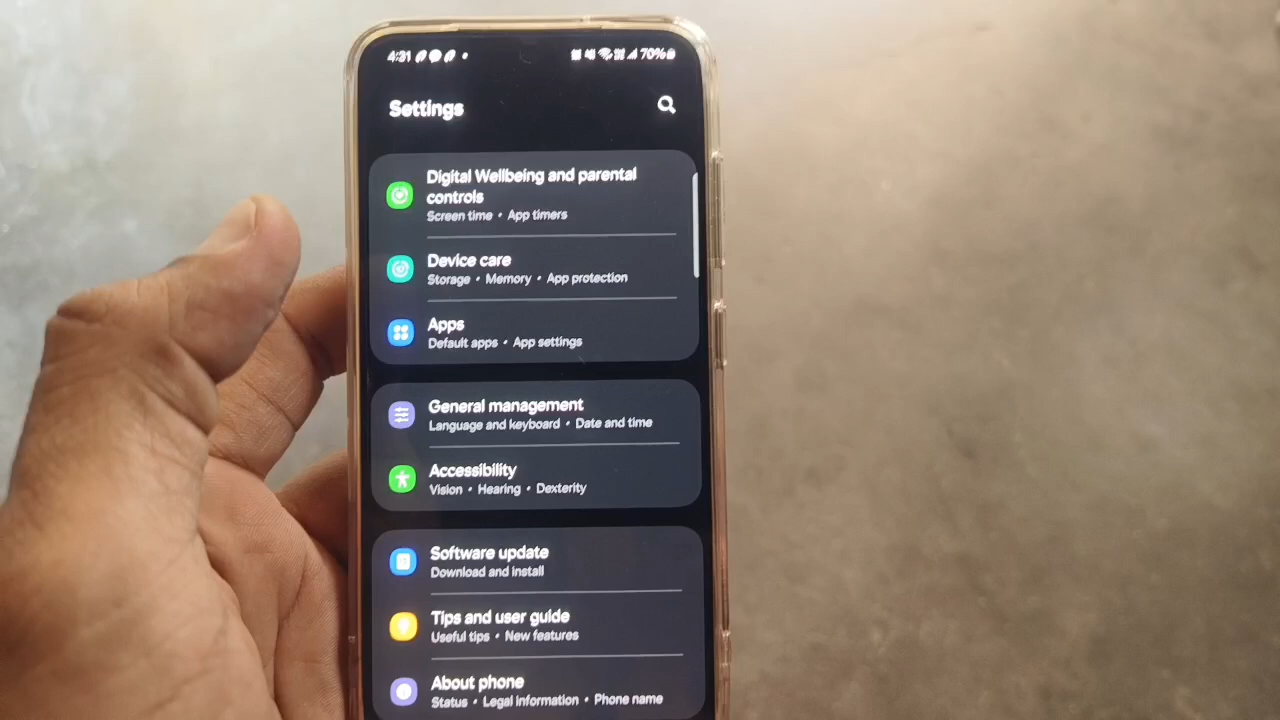 4:31
70%
Settings
Digital Wellbeing and parental
controls
Screen time • App timers
Device care
Storage • Memory • App protection
Apps
Default apps • App settings
General management
Language and keyboard • Date and time
Accessibility
Vision • Hearing • Dexterity
Software update
Download and install
Tips and user guide
Useful tips • New features
About phone
Status • Legal information • Phone name